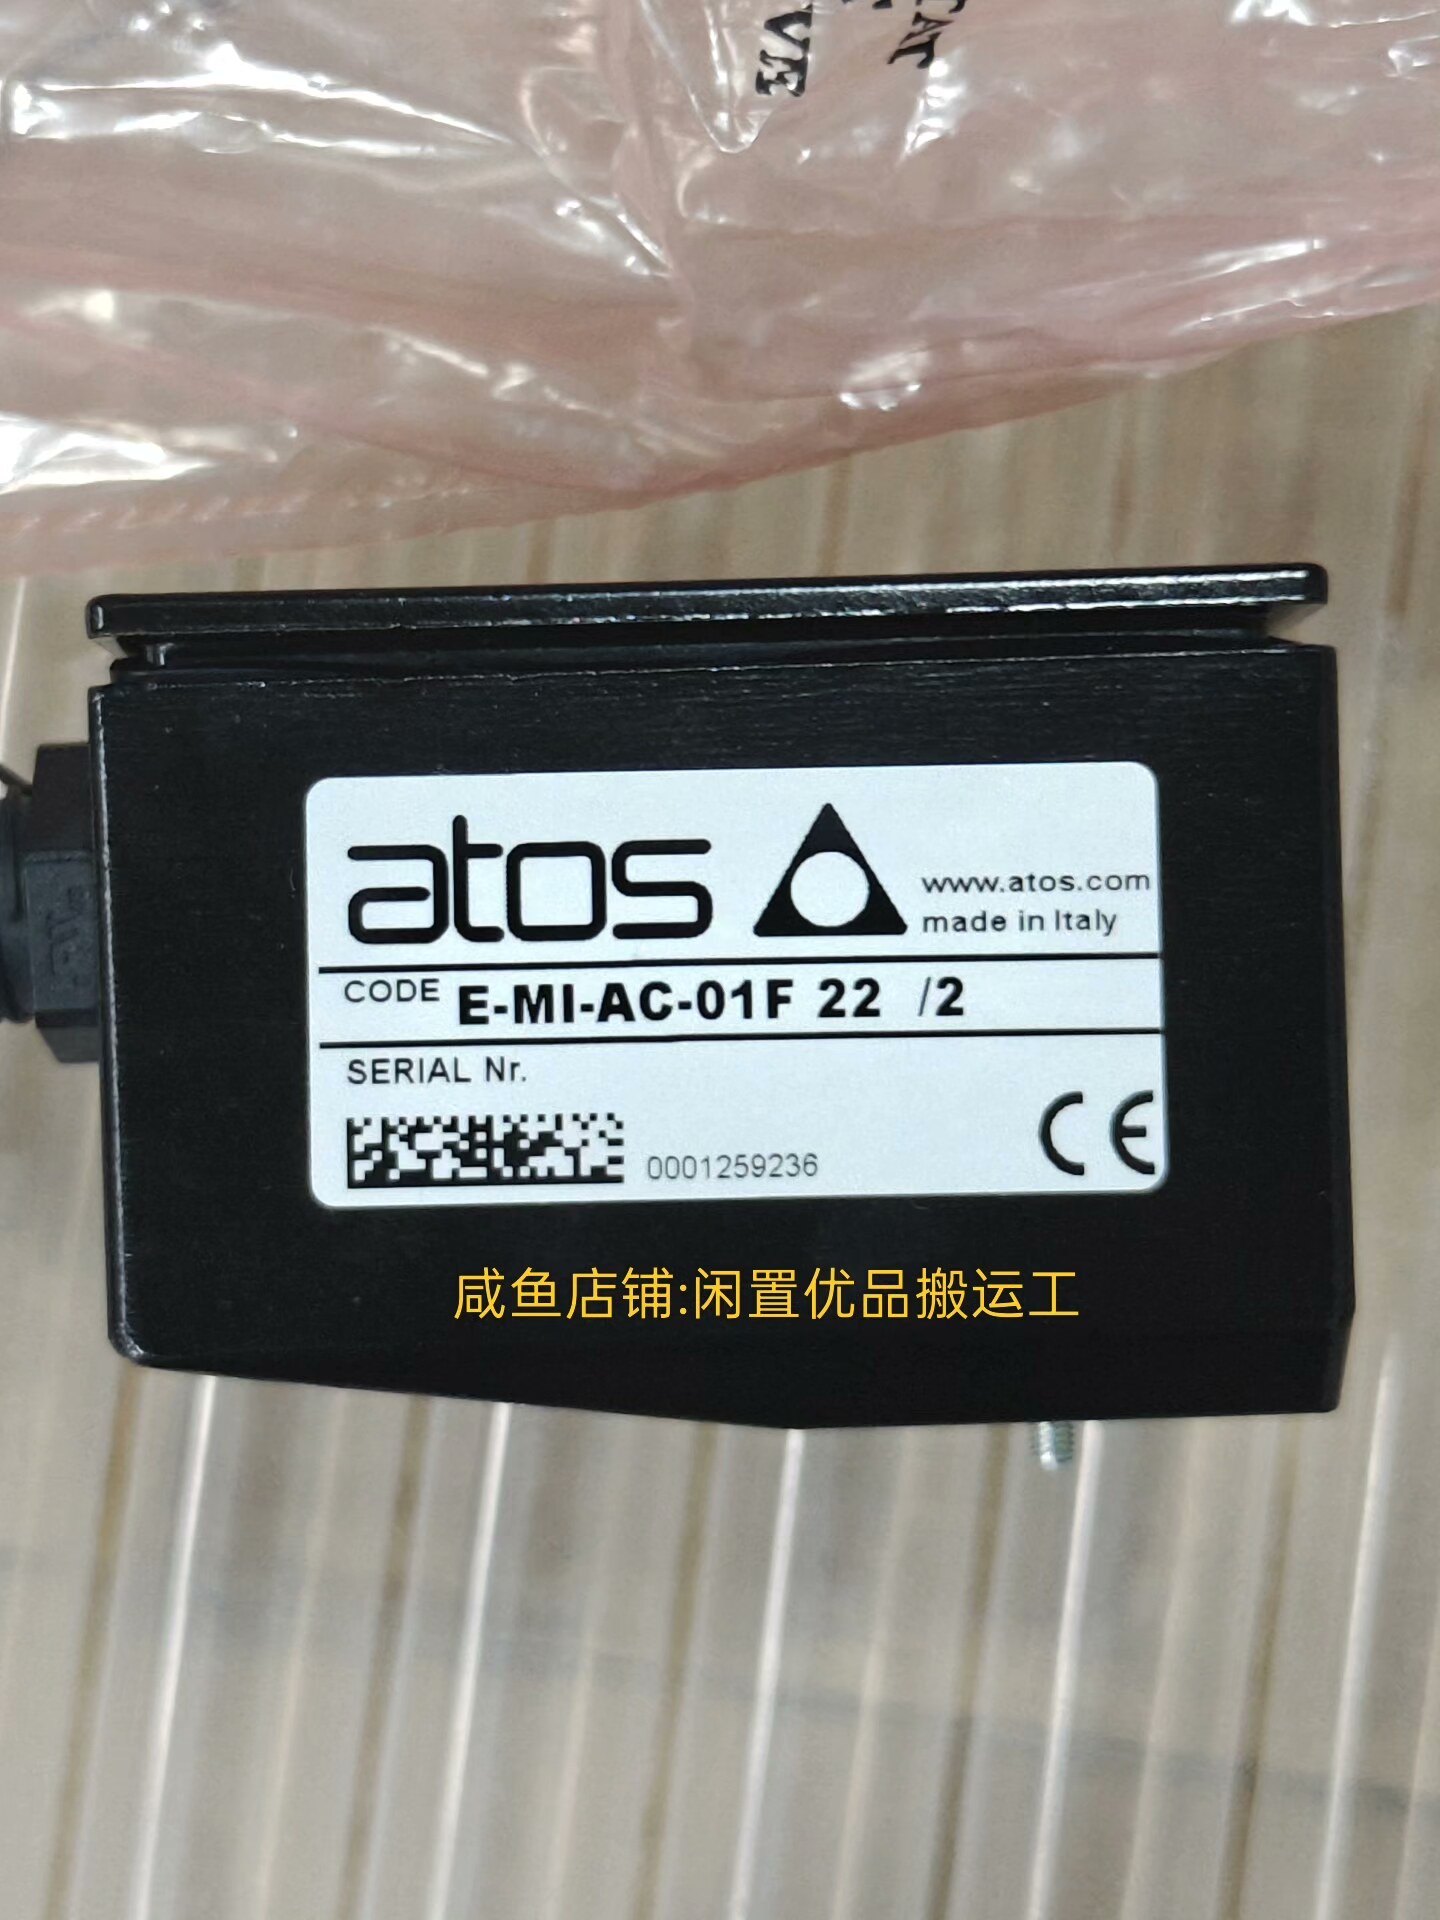 atos
www.atos.com
made in Italy
CODE E-MI-AC-01F 22 /2
SERIAL Nr.
0001259236
CE
咸鱼店铺:闲置优品搬运工